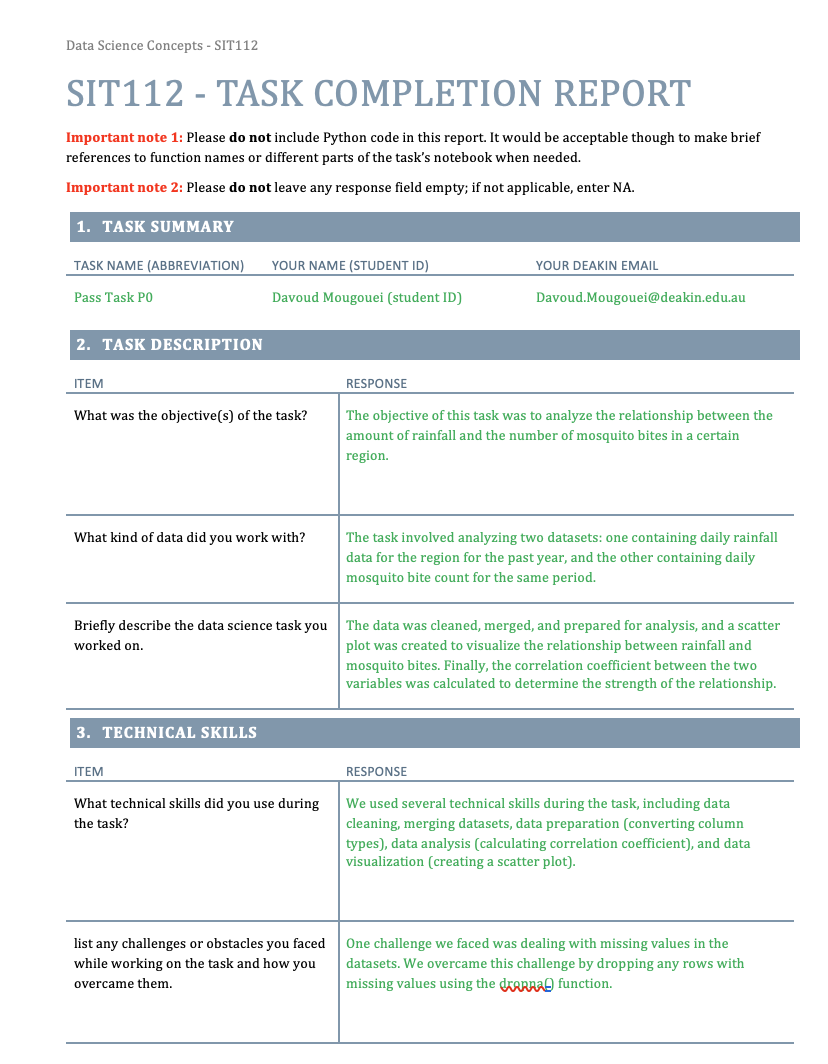 Data Science Concepts - SIT112
SIT112 - TASK COMPLETION REPORT
Important note 1: Please do not include Python code in this report. It would be acceptable though to make brief
references to function names or different parts of the task's notebook when needed.
Important note 2: Please do not leave any response field empty; if not applicable, enter NA.
1. TASK SUMMARY
TASK NAME (ABBREVIATION) YOUR NAME (STUDENT ID) YOUR DEAKIN EMAIL
Pass Task P0 Davoud Mougouei (student ID) Davoud.Mougouei@deakin.edu.au
2. TASK DESCRIPTION
ITEM RESPONSE
What was the objective(s) of the task?
The objective of this task was to analyze the relationship between the
amount of rainfall and the number of mosquito bites in a certain
region.
What kind of data did you work with?
The task involved analyzing two datasets: one containing daily rainfall
data for the region for the past year, and the other containing daily
mosquito bite count for the same period.
Briefly describe the data science task you
worked on.
The data was cleaned, merged, and prepared for analysis, and a scatter
plot was created to visualize the relationship between rainfall and
mosquito bites. Finally, the correlation coefficient between the two
variables was calculated to determine the strength of the relationship.
3. TECHNICAL SKILLS
ITEM RESPONSE
What technical skills did you use during
the task?
We used several technical skills during the task, including data
cleaning, merging datasets, data preparation (converting column
types), data analysis (calculating correlation coefficient), and data
visualization (creating a scatter plot).
list any challenges or obstacles you faced
while working on the task and how you
overcame them.
One challenge we faced was dealing with missing values in the
datasets. We overcame this challenge by dropping any rows with
missing values using the dropna() function.